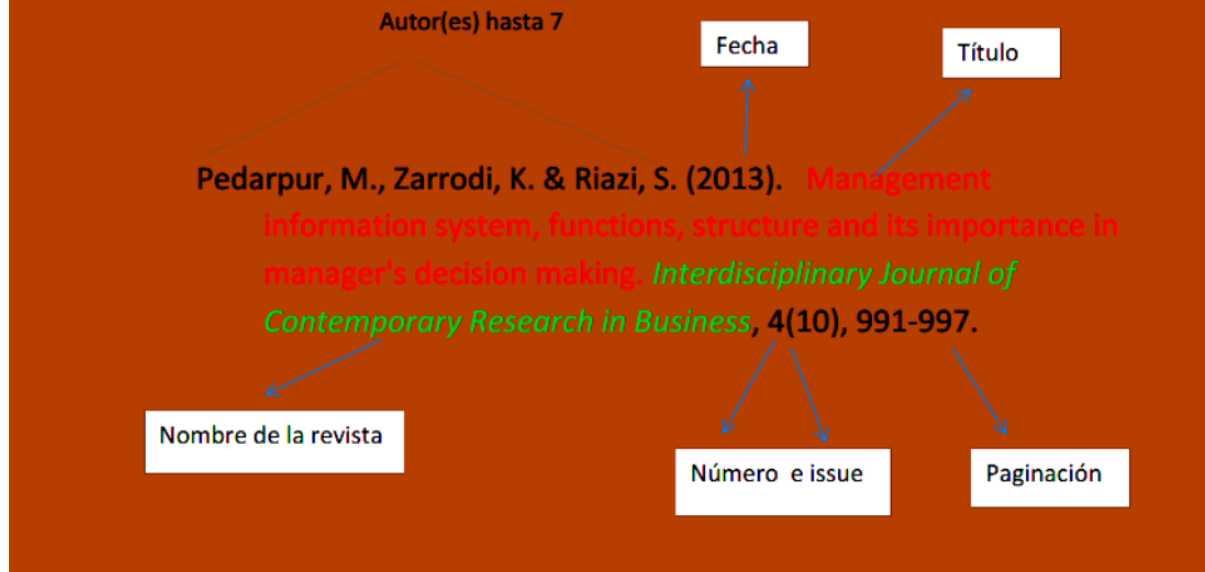 Autor(es) hasta 7
Fecha
Título
Pedarpur, M., Zarrodi, K. & Riazi, S. (2013). Management
information system, functions, structure and its importance in
manager's decision making. Interdisciplinary Journal of
Contemporary Research in Business, 4(10), 991-997.
Nombre de la revista
Número e issue
Paginación